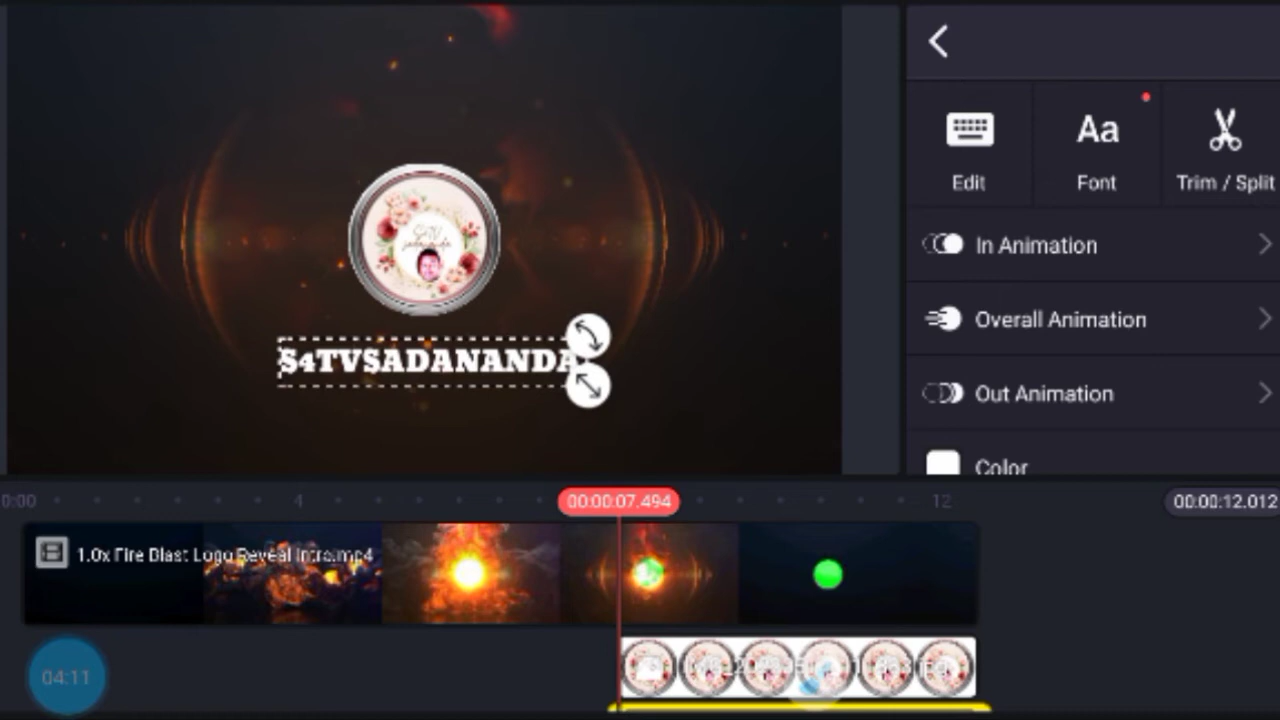 Edit
Aa
Font
Trim / Split
In Animation
Overall Animation
Out Animation
Color
S4TVSADANANDA
0:00
4
00:00:07.494
12
00:00:12.012
1.0x Fire Blast Logo Reveal Intro.mp4
04:11